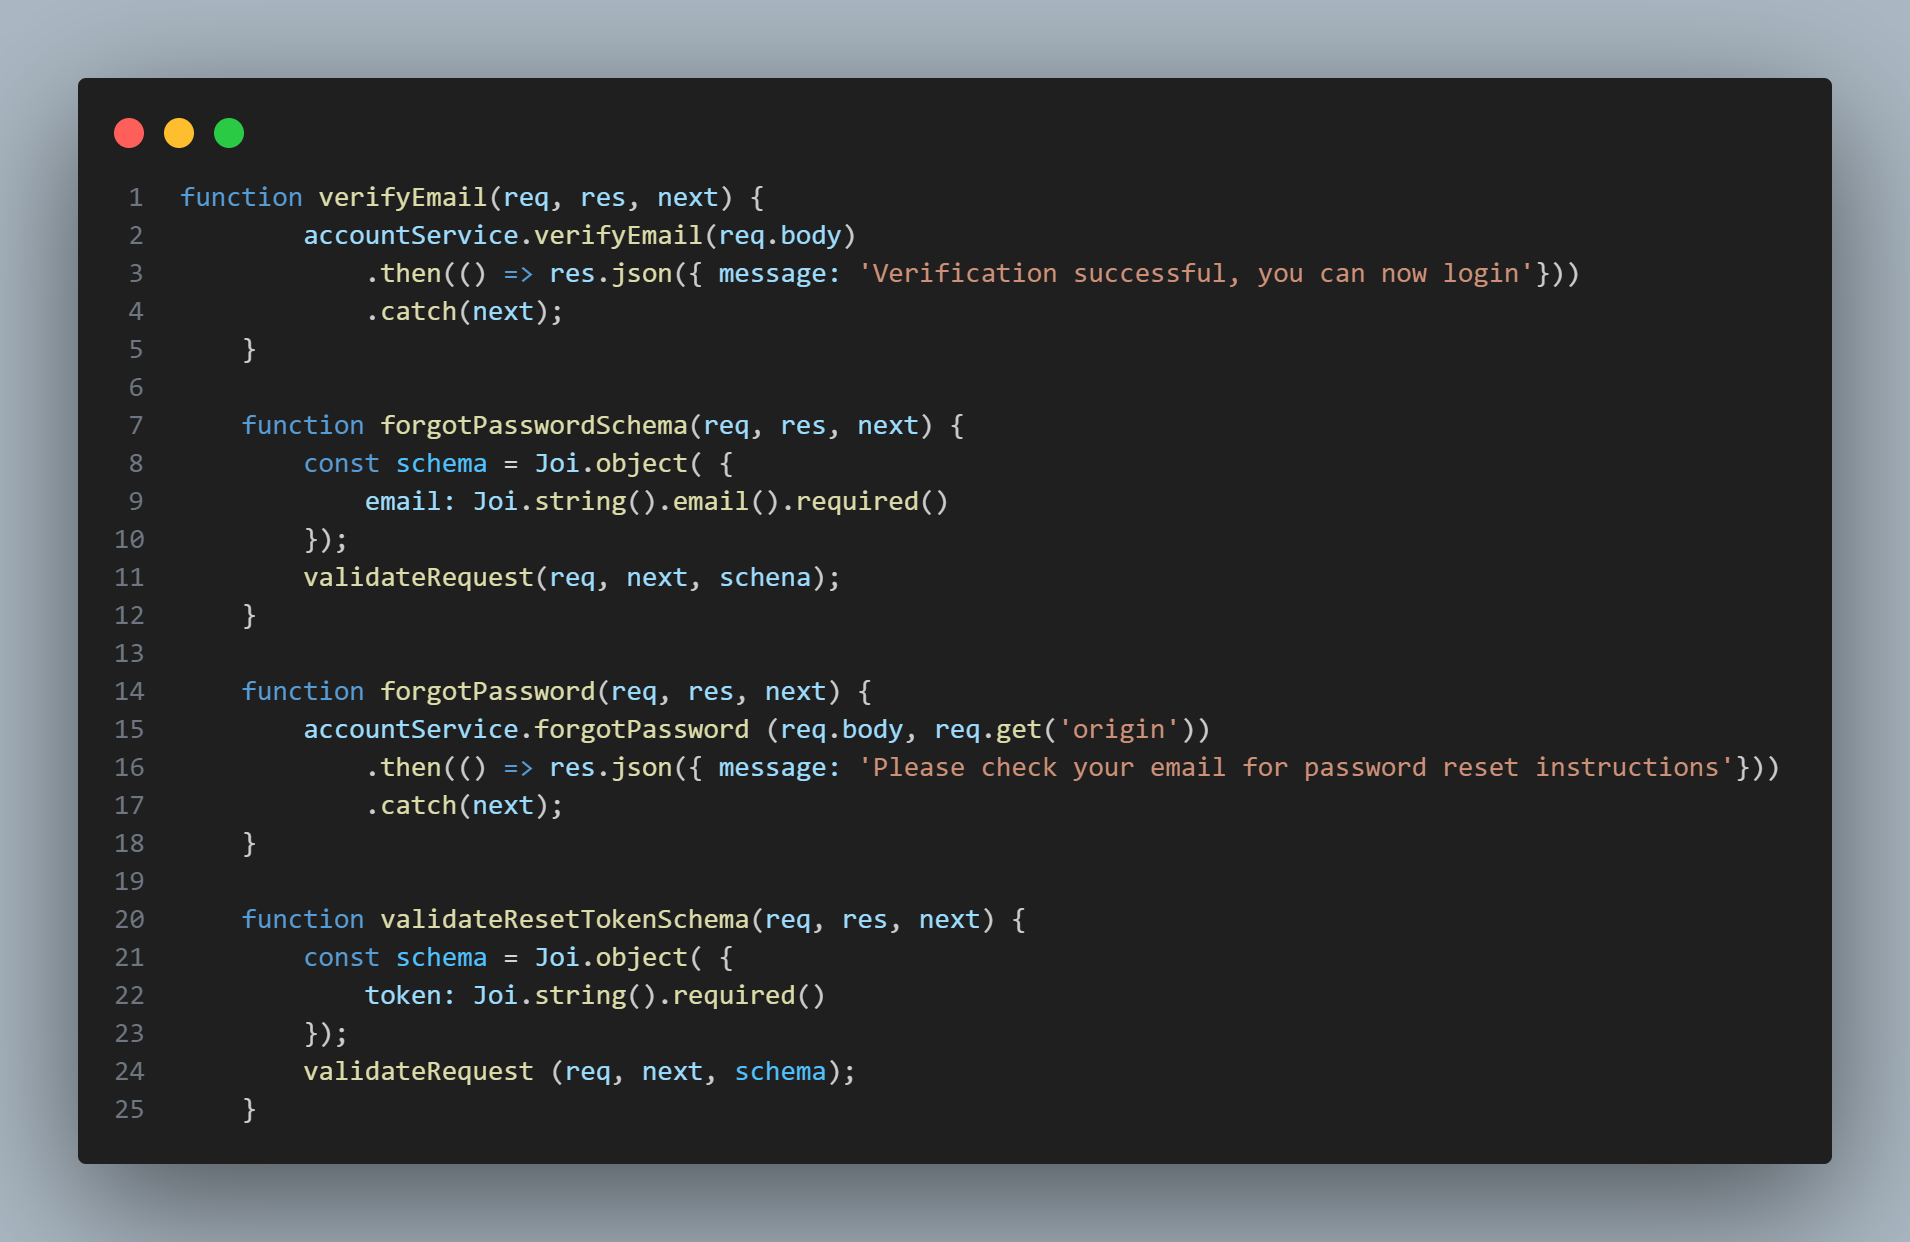 1 function verifyEmail(req, res, next) {
2 accountService.verifyEmail(req.body)
3 .then(() => res.json({ message: 'Verification successful, you can now login'}))
4 .catch(next);
5 }
6
7 function forgotPasswordSchema(req, res, next) {
8 const schema = Joi.object( {
9 email: Joi.string().email().required()
10 });
11 validateRequest(req, next, schena);
12 }
13
14 function forgotPassword(req, res, next) {
15 accountService.forgotPassword (req.body, req.get('origin'))
16 .then(() => res.json({ message: 'Please check your email for password reset instructions'}))
17 .catch(next);
18 }
19
20 function validateResetTokenSchema(req, res, next) {
21 const schema = Joi.object( {
22 token: Joi.string().required()
23 });
24 validateRequest (req, next, schema);
25 }